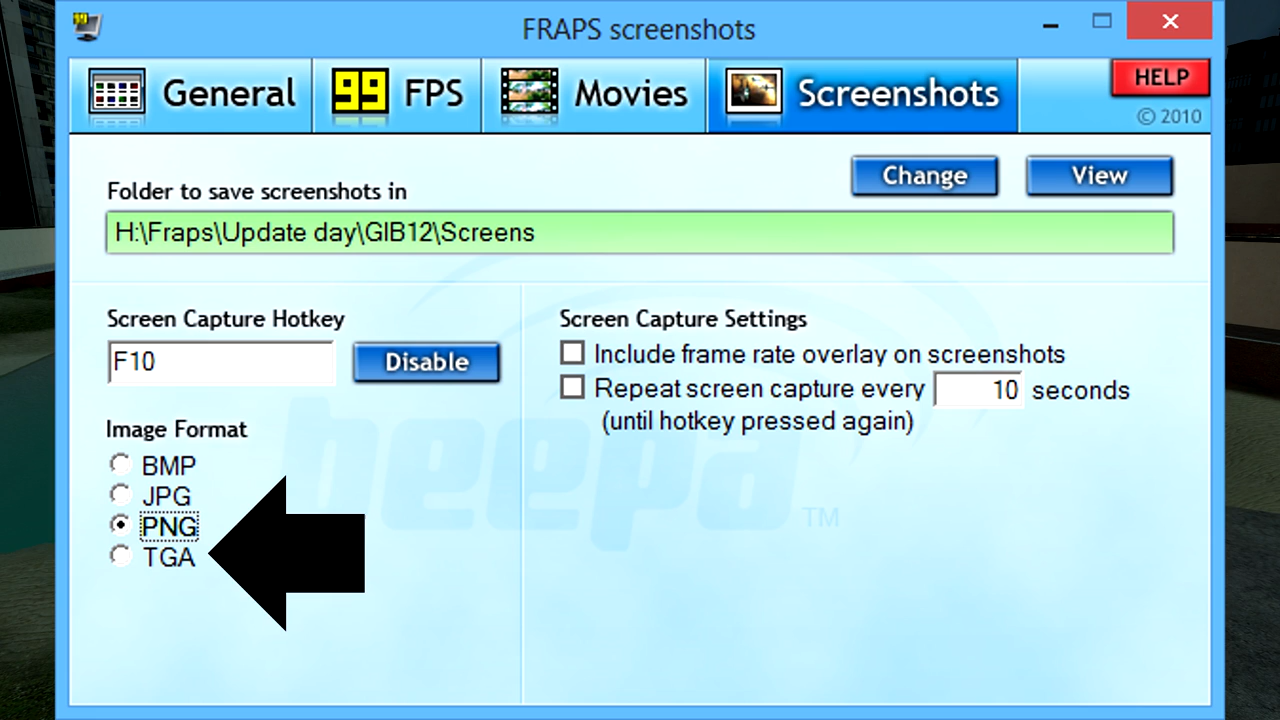 FRAPS screenshots
General
99 FPS
Movies
Screenshots
HELP
© 2010
Folder to save screenshots in
Change
View
H:\Fraps\Update day\GIB12\Screens
Screen Capture Hotkey
F10
Disable
Image Format
BMP
JPG
PNG
TGA
Screen Capture Settings
Include frame rate overlay on screenshots
Repeat screen capture every 10 seconds
(until hotkey pressed again)
beepa TM